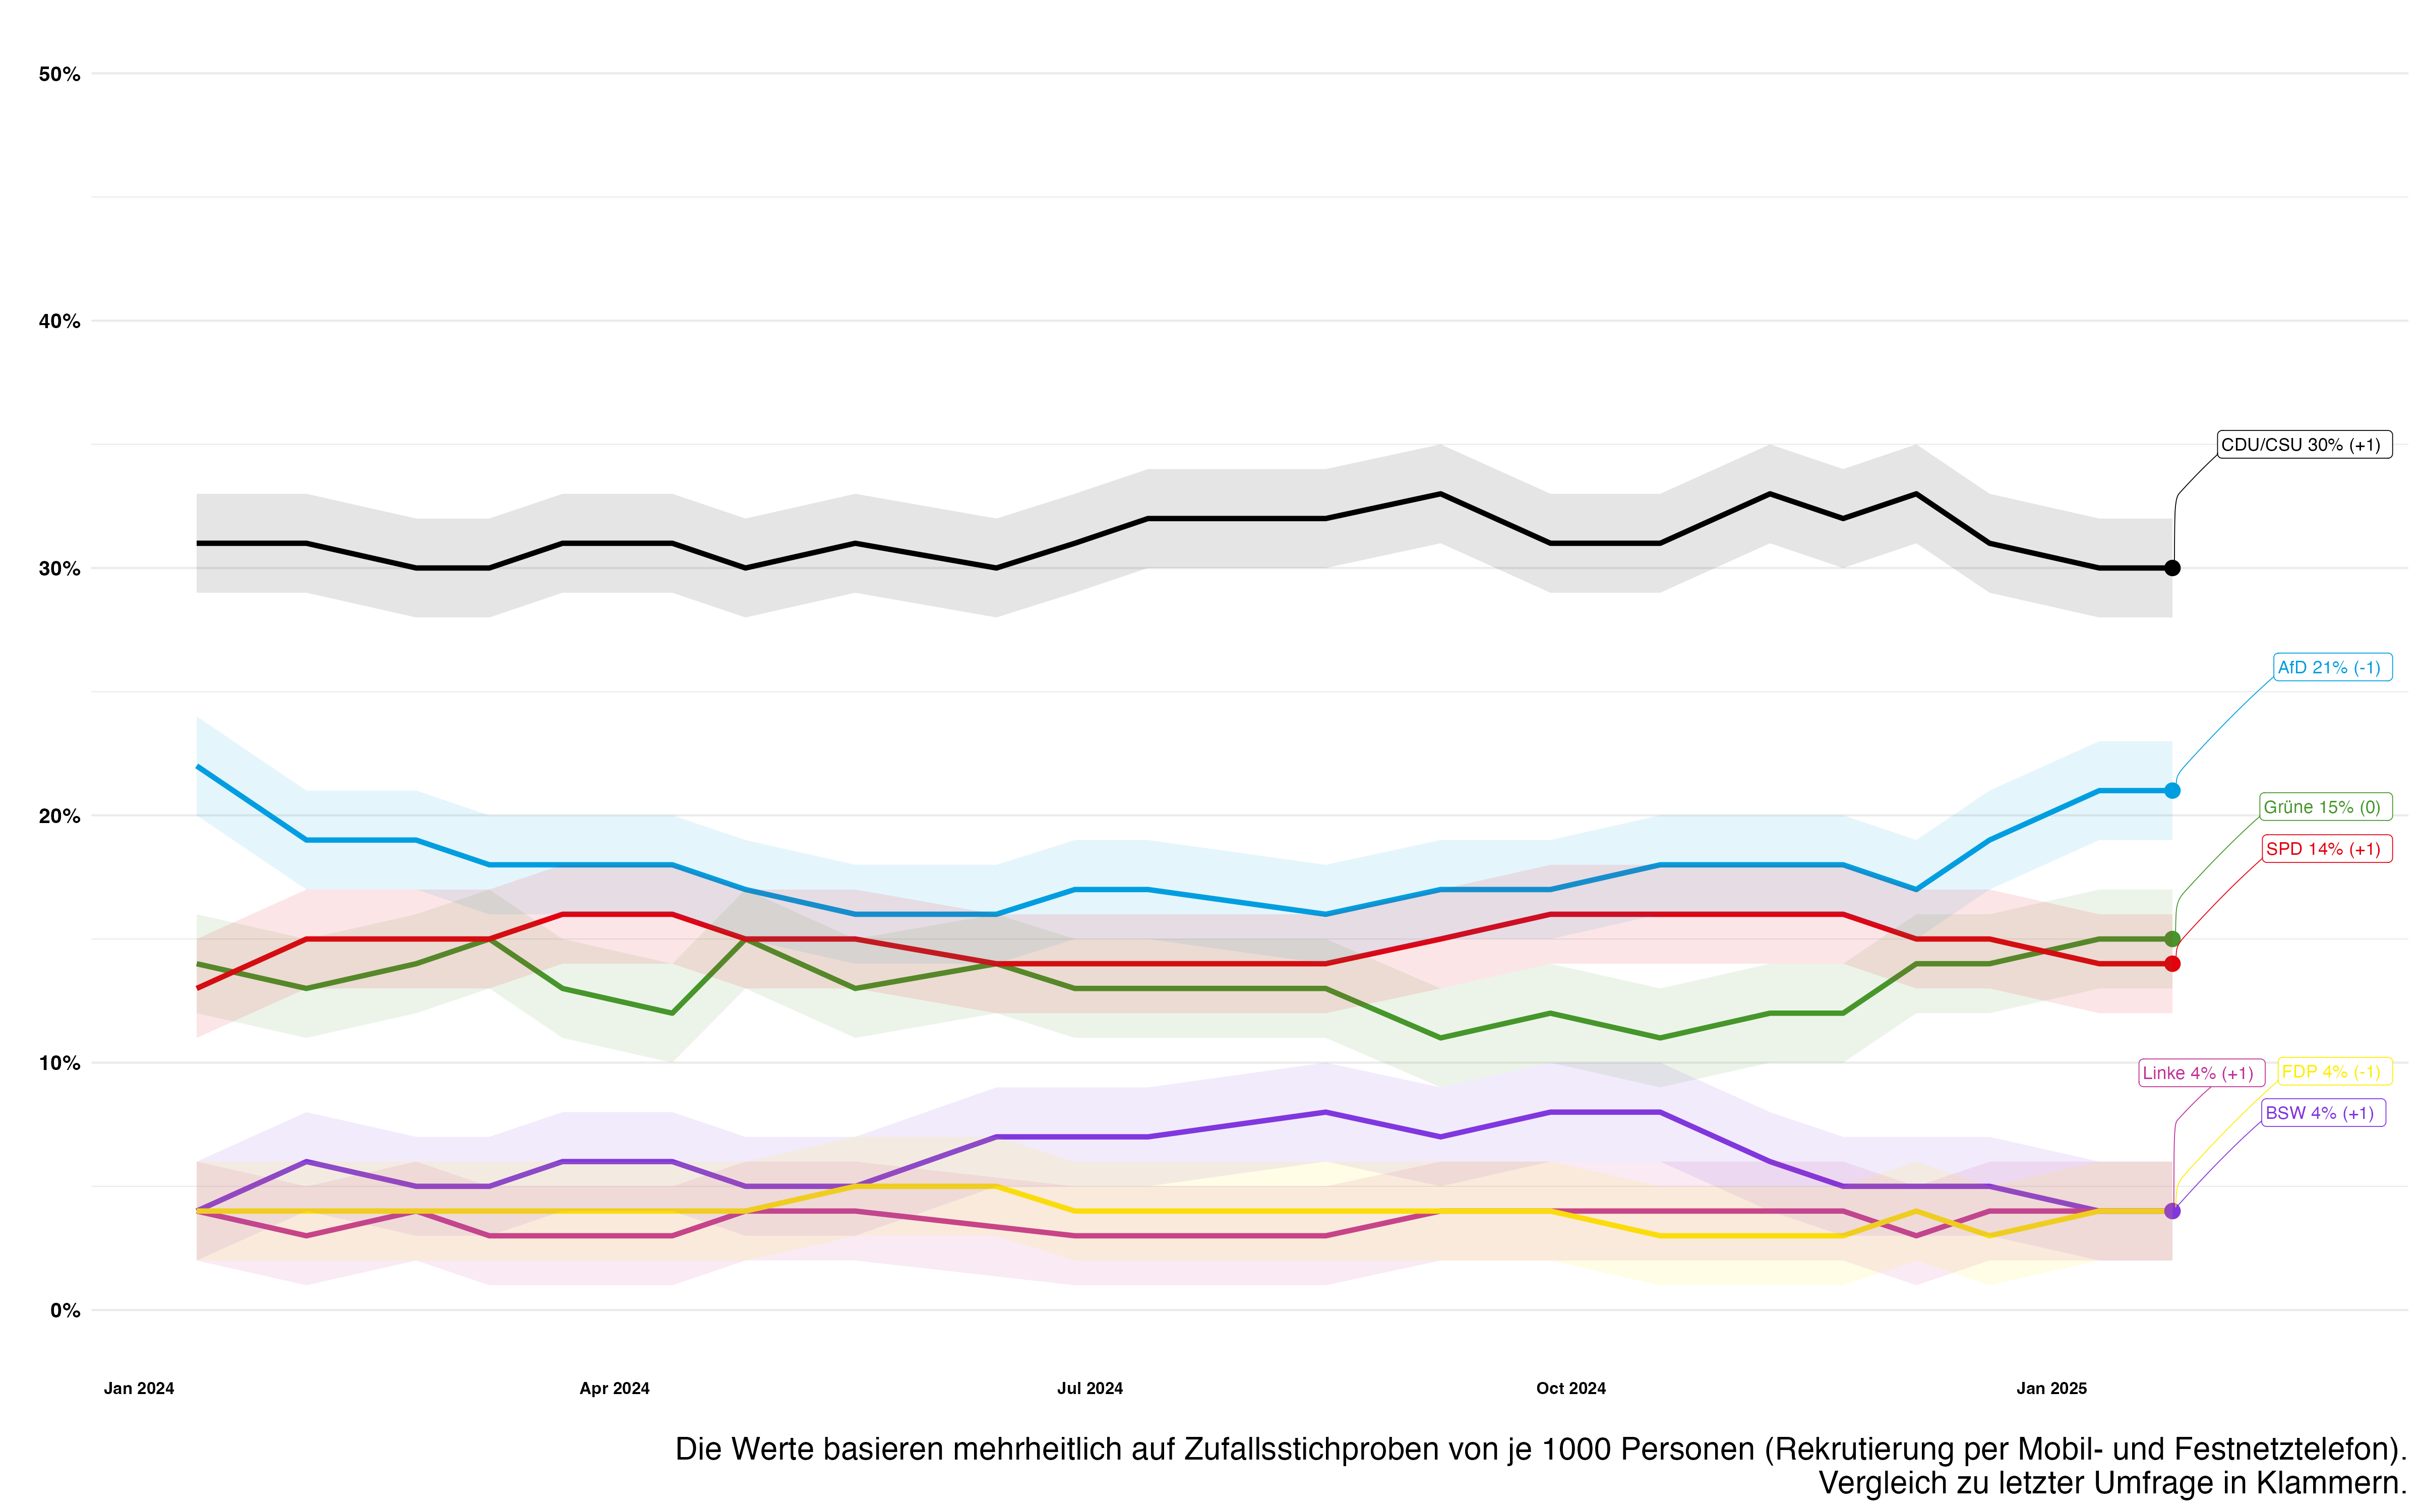 50%
40%
30%
20%
10%
0%
CDU/CSU 30% (+1)
AfD 21% (-1)
Grüne 15% (0)
SPD 14% (+1)
Linke 4% (+1)
FDP 4% (-1)
BSW 4% (+1)
Jan 2024
Apr 2024
Jul 2024
Oct 2024
Jan 2025
Die Werte basieren mehrheitlich auf Zufallsstichproben von je 1000 Personen (Rekrutierung per Mobil- und Festnetztelefon).
Vergleich zu letzter Umfrage in Klammern.